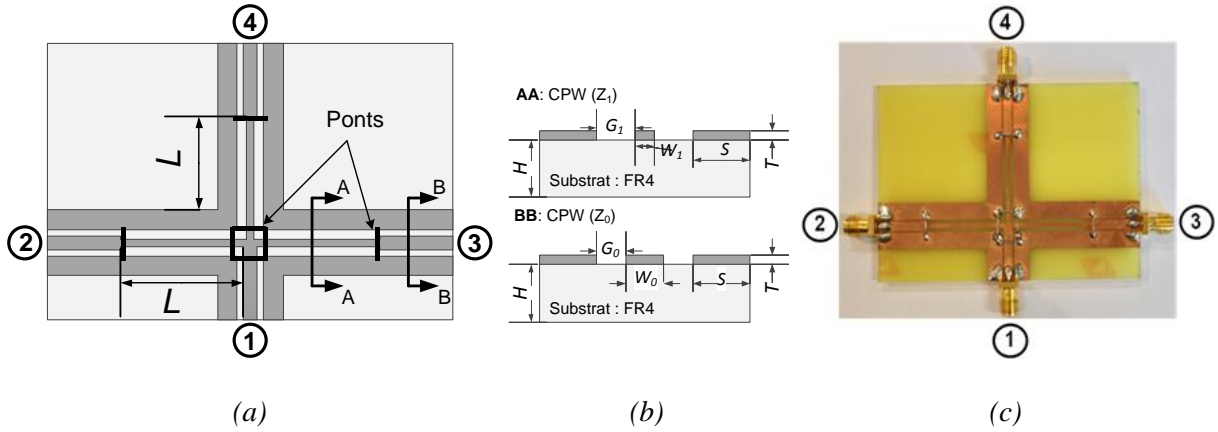 ④
④
Ponts
L
A
B
②
③
L
A
B
①
AA: CPW (Z₁)
G₁
W₁
S
T
H
Substrat : FR4
BB: CPW (Z₀)
G₀
W₀
S
T
H
Substrat : FR4
②
③
①
(a)
(b)
(c)